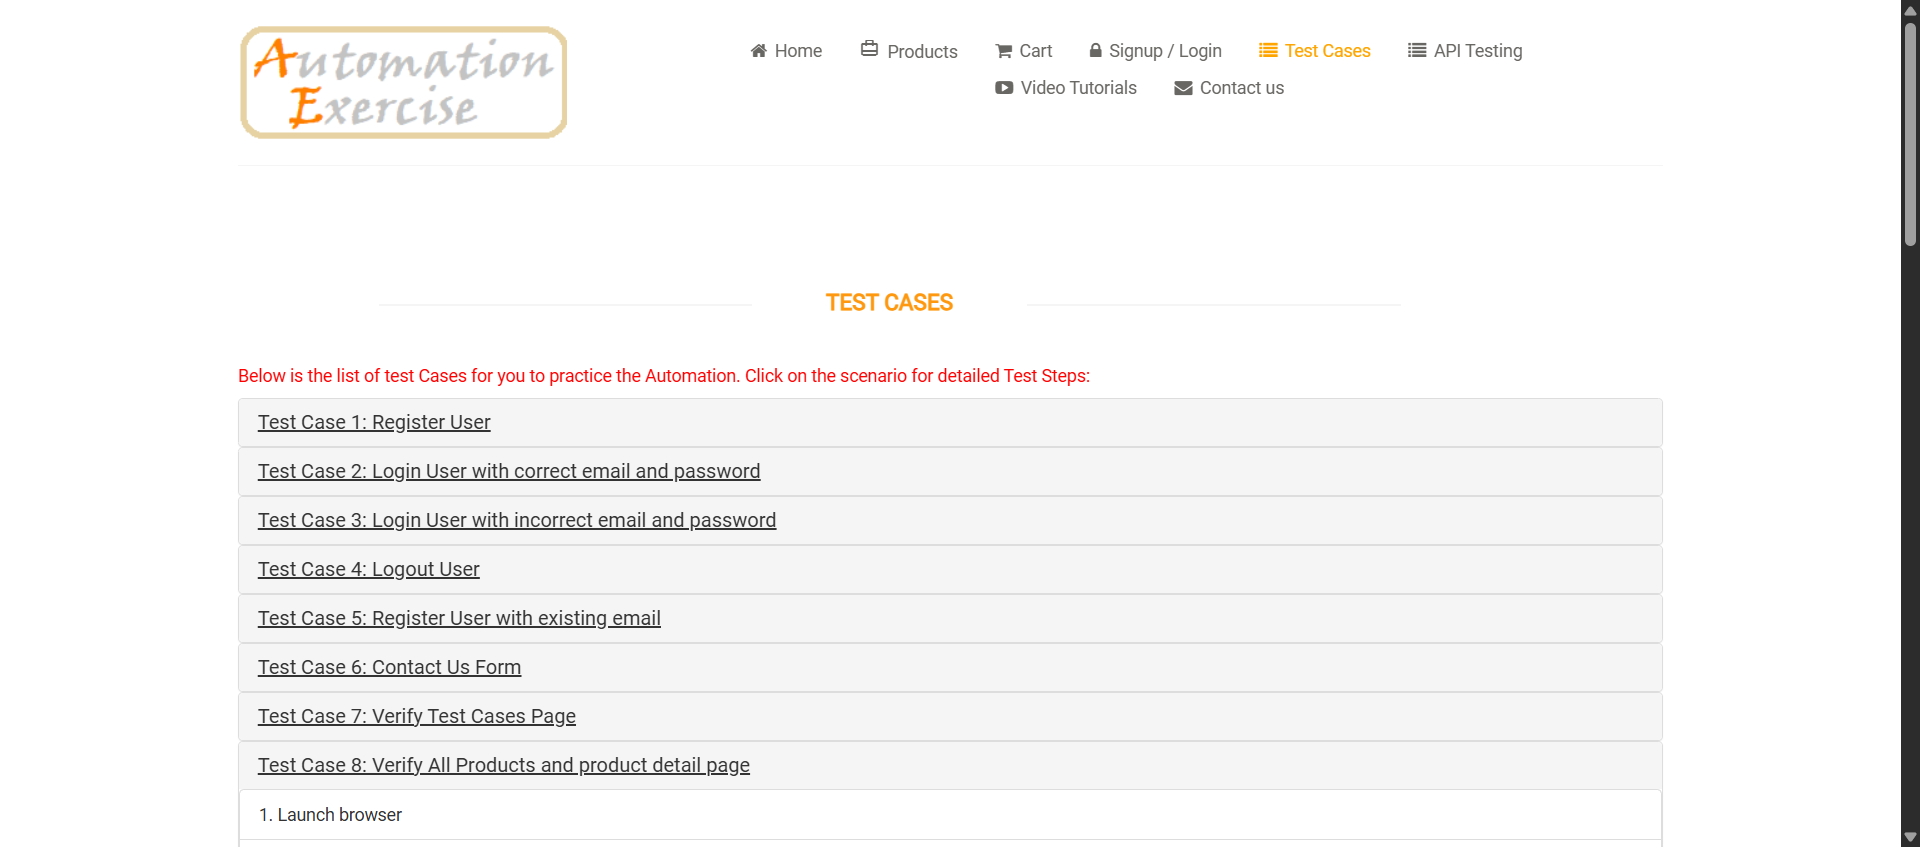 Automation
Exercise
Home Products Cart Signup / Login Test Cases API Testing
Video Tutorials Contact us
TEST CASES
Below is the list of test Cases for you to practice the Automation. Click on the scenario for detailed Test Steps:
Test Case 1: Register User
Test Case 2: Login User with correct email and password
Test Case 3: Login User with incorrect email and password
Test Case 4: Logout User
Test Case 5: Register User with existing email
Test Case 6: Contact Us Form
Test Case 7: Verify Test Cases Page
Test Case 8: Verify All Products and product detail page
1. Launch browser